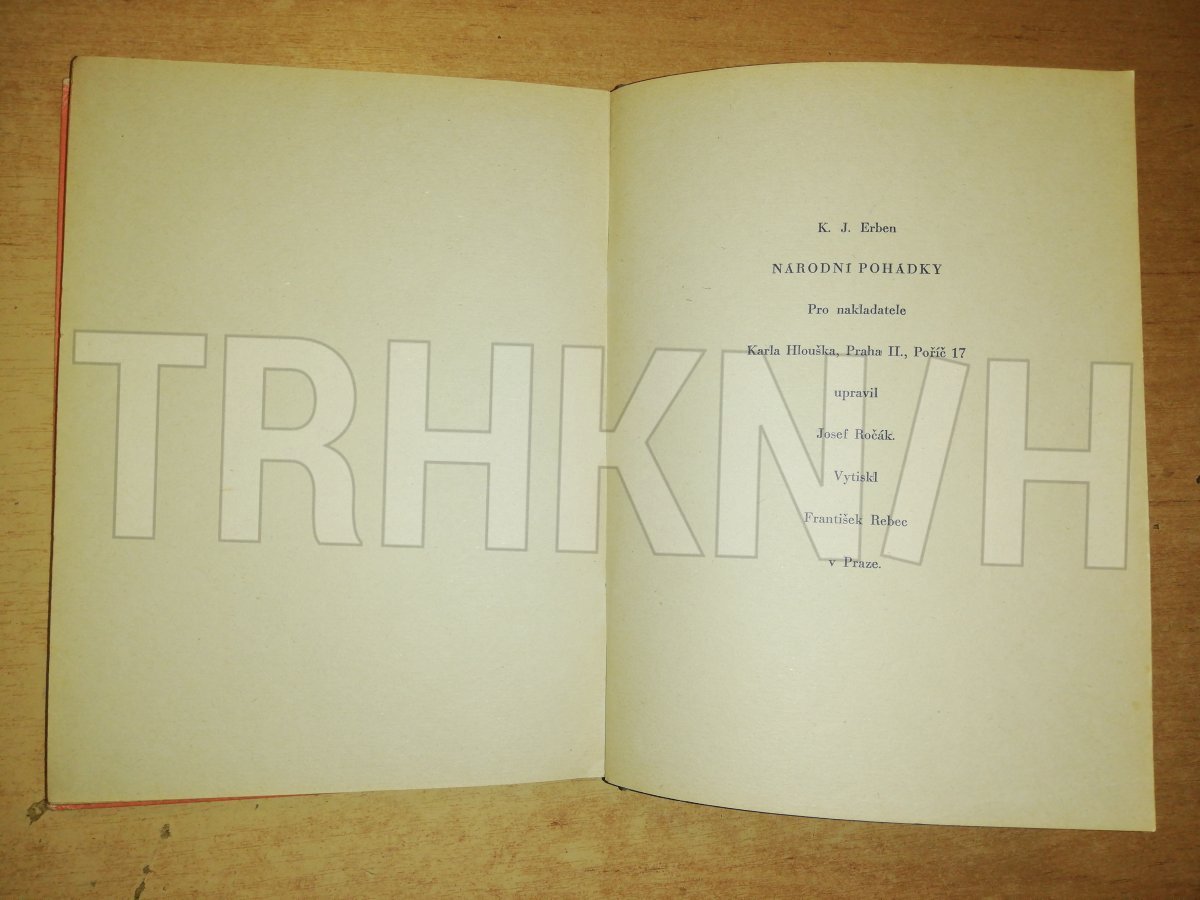 K. J. Erben
NÁRODNÍ POHÁDKY
Pro nakladatele
Karla Hlouška, Praha II., Poříč 17
upravil
Josef Ročák.
Vytiskl
František Rebec
v Praze.
TRHKNIH